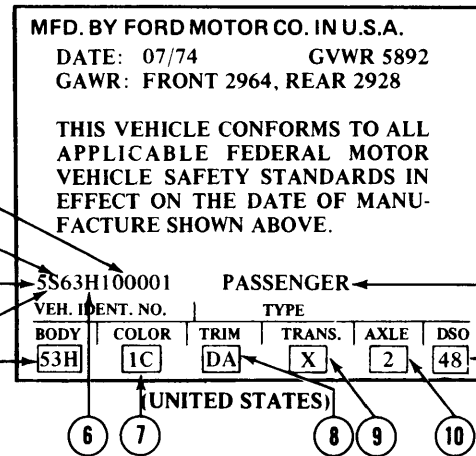 MFD. BY FORD MOTOR CO. IN U.S.A.
DATE: 07/74 GVWR 5892
GAWR: FRONT 2964, REAR 2928
THIS VEHICLE CONFORMS TO ALL
APPLICABLE FEDERAL MOTOR
VEHICLE SAFETY STANDARDS IN
EFFECT ON THE DATE OF MANU-
FACTURE SHOWN ABOVE.
5S63H100001 PASSENGER
VEH. IDENT. NO. TYPE
BODY COLOR TRIM TRANS. AXLE DSO
53H 1C DA X 2 48
(UNITED STATES)
6 7 8 9 10